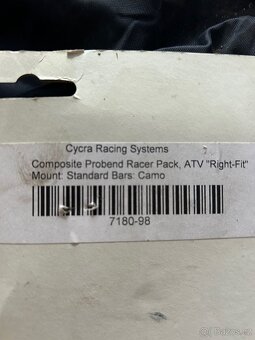 Cycra Racing Systems
Composite Probend Racer Pack, ATV "Right-Fit"
Mount: Standard Bars: Camo
7180-98